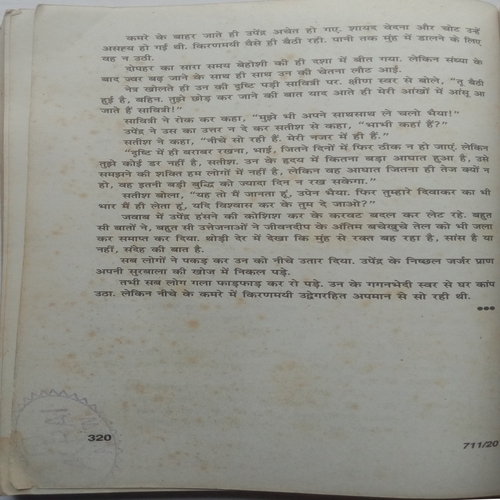 कमरे के बाहर जाते ही उपेंद्र अचेत हो गए. शायद वेदना और चोट उन्हें
असह्य हो गई थी. किरणमयी वैसे ही बैठी रही. पानी तक मुंह में डालने के लिए
वह न उठी.
दोपहर का सारा समय बेहोशी की ही दशा में बीत गया. लेकिन संध्या के
बाद ज्वर बढ़ जाने के साथ ही साथ उन की चेतना लौट आई.
नेत्र खोलते ही उन की दृष्टि पड़ी सावित्री पर. क्षीण स्वर से बोले, “तू बैठी
हुई है, बहिन. तुझे छोड़ कर जाने की बात याद आते ही मेरी आंखों में आंसू आ
जाते हैं सावित्री!”
सावित्री ने रोक कर कहा, “मुझे भी अपने साथसाथ ले चलो भैया!”
उपेंद्र ने उस का उत्तर न दे कर सतीश से कहा, “भाभी कहां हैं?”
सतीश ने कहा, “नीचे हैं. मेरी नजर में ही हैं.”
“दृष्टि में ही बराबर रखना, भाई, जितने दिनों में फिर ठीक न हो जाएं. लेकिन
तुझे कोई डर नहीं है, सतीश. उन के हृदय में कितना बड़ा आघात हुआ है, उसे
समझने की शक्ति हम लोगों में नहीं है, लेकिन वह आघात जितना ही तेज क्यों न
हो, वह इतनी बड़ी बुद्धि को ज्यादा दिन न रख सकेगा.”
सतीश बोला, “यह तो मैं जानता हूं, उपेन भैया. फिर तुम्हारे दिवाकर का भी
भार मैं ही लेता हूं, यदि विश्वास कर के तुम दे जाओ?”
जवाब में उपेंद्र हंसने की कोशिश कर के करवट बदल कर लेट रहे. बहुत
सी बातों ने, बहुत सी उत्तेजनाओं ने जीवनदीप के अंतिम बचेखुचे तेल को भी जला
कर समाप्त कर दिया. थोड़ी देर में देखा कि मुंह से रक्त बह रहा है, सांस है या
नहीं, संदेह की बात है.
सब लोगों ने पकड़ कर उन को नीचे उतार दिया. उपेंद्र के निष्छल जर्जर प्राण
अपनी सुरबाला की खोज में निकल पड़े.
तभी सब लोग गला फाड़फाड़ कर रो पड़े. उन के गगनभेदी स्वर से घर कांप
उठा. लेकिन नीचे के कमरे में किरणमयी उद्वेगरहित अपमान से सो रही थी.
•••
320
711/20